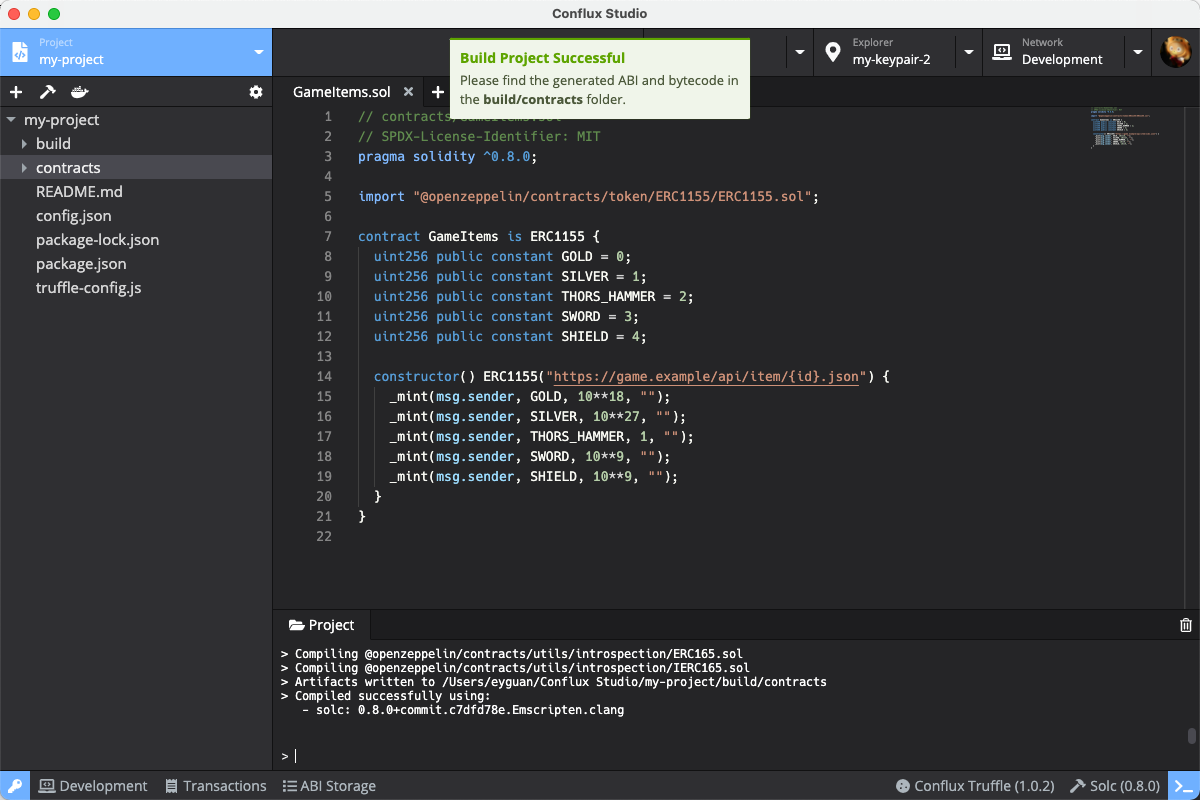 Conflux Studio
Project
my-project
Build Project Successful
Please find the generated ABI and bytecode in
the build/contracts folder.
Explorer
my-keypair-2
Network
Development
GameItems.sol
my-project
build
contracts
README.md
config.json
package-lock.json
package.json
truffle-config.js
1 // contracts/GameItems.sol
2 // SPDX-License-Identifier: MIT
3 pragma solidity ^0.8.0;
4
5 import "@openzeppelin/contracts/token/ERC1155/ERC1155.sol";
6
7 contract GameItems is ERC1155 {
8 uint256 public constant GOLD = 0;
9 uint256 public constant SILVER = 1;
10 uint256 public constant THORS_HAMMER = 2;
11 uint256 public constant SWORD = 3;
12 uint256 public constant SHIELD = 4;
13
14 constructor() ERC1155("https://game.example/api/item/{id}.json") {
15 _mint(msg.sender, GOLD, 10**18, "");
16 _mint(msg.sender, SILVER, 10**27, "");
17 _mint(msg.sender, THORS_HAMMER, 1, "");
18 _mint(msg.sender, SWORD, 10**9, "");
19 _mint(msg.sender, SHIELD, 10**9, "");
20 }
21 }
22
Project
> Compiling @openzeppelin/contracts/utils/introspection/ERC165.sol
> Compiling @openzeppelin/contracts/utils/introspection/IERC165.sol
> Artifacts written to /Users/eyguan/Conflux Studio/my-project/build/contracts
> Compiled successfully using:
- solc: 0.8.0+commit.c7dfd78e.Emscripten.clang
>
Development
Transactions
ABI Storage
Conflux Truffle (1.0.2)
Solc (0.8.0)